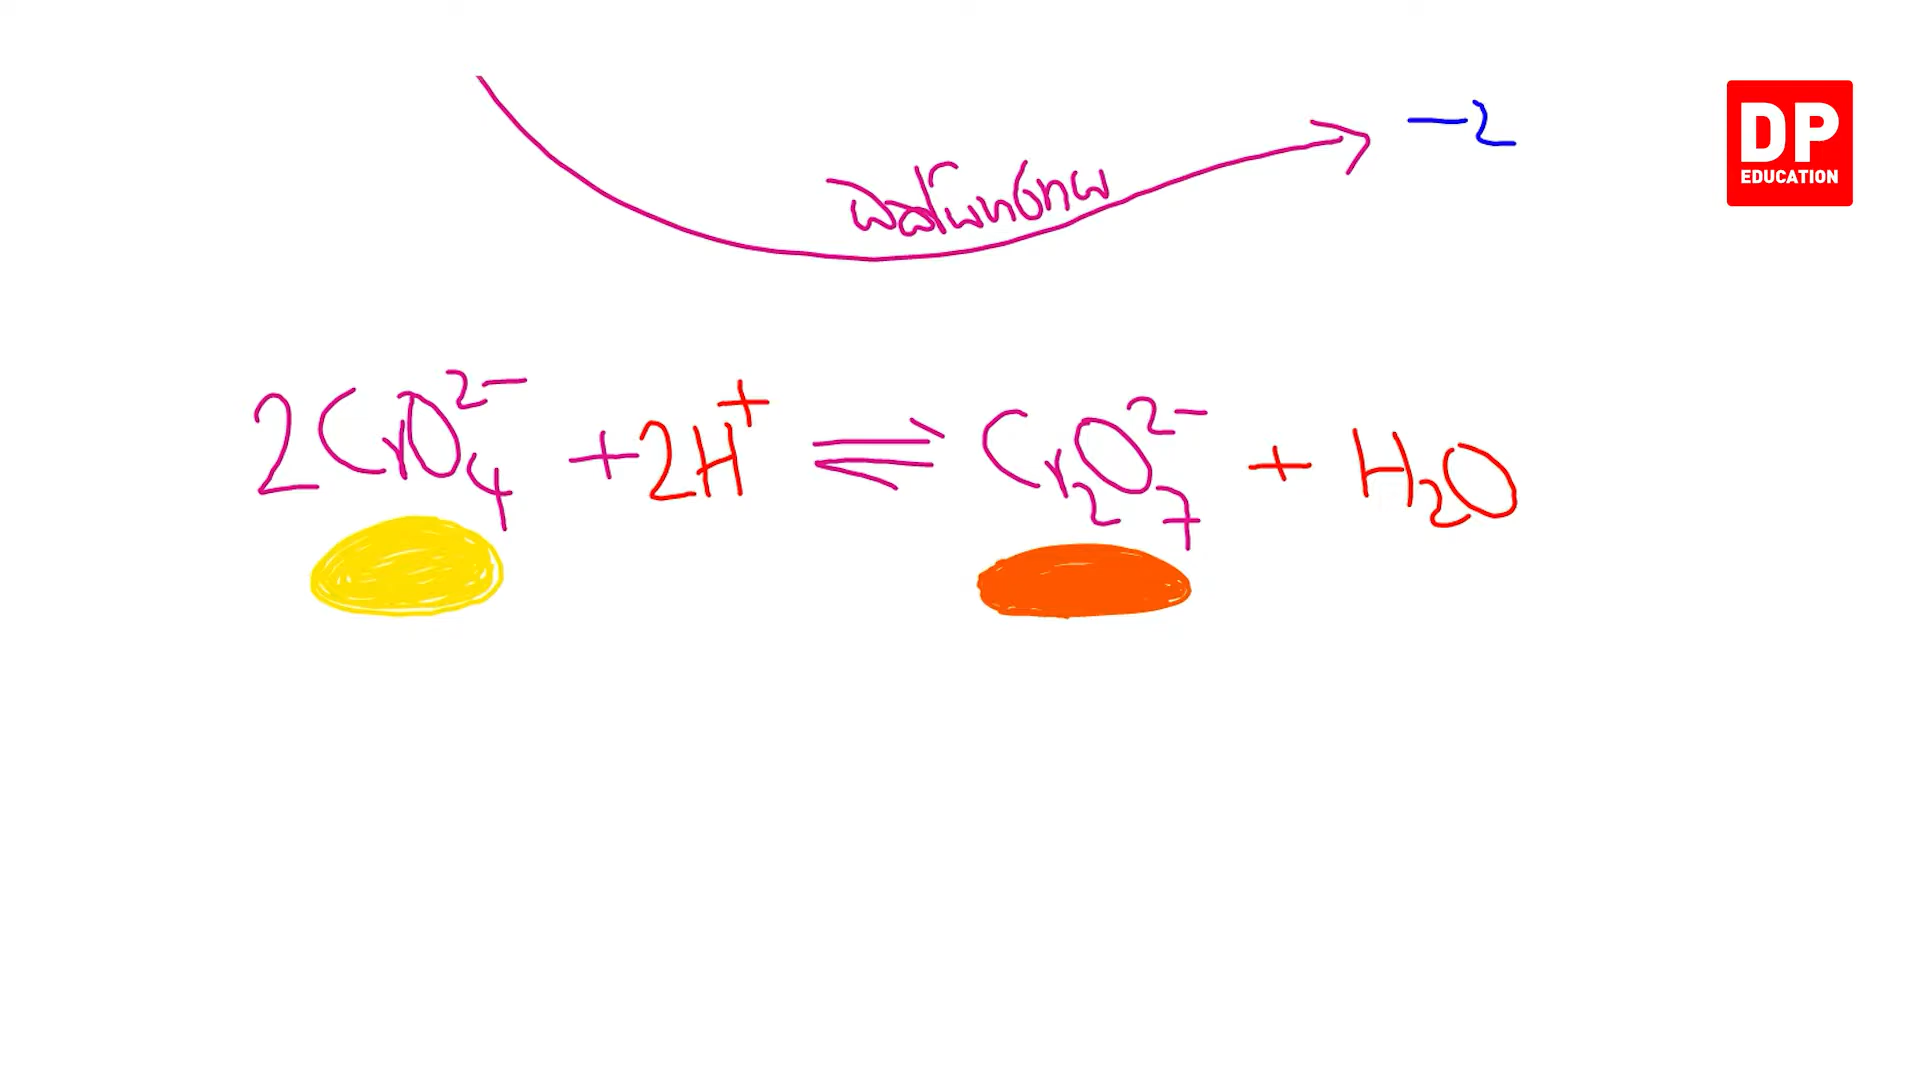 -2
DP
EDUCATION
2CrO₄²⁻ + 2H⁺ ⇌ Cr₂O₇²⁻ + H₂O